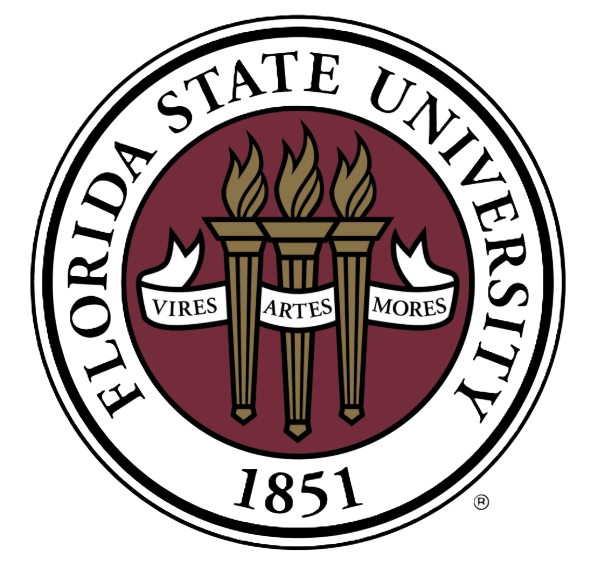 FLORIDA STATE UNIVERSITY
VIRES ARTES MORES
1851
®